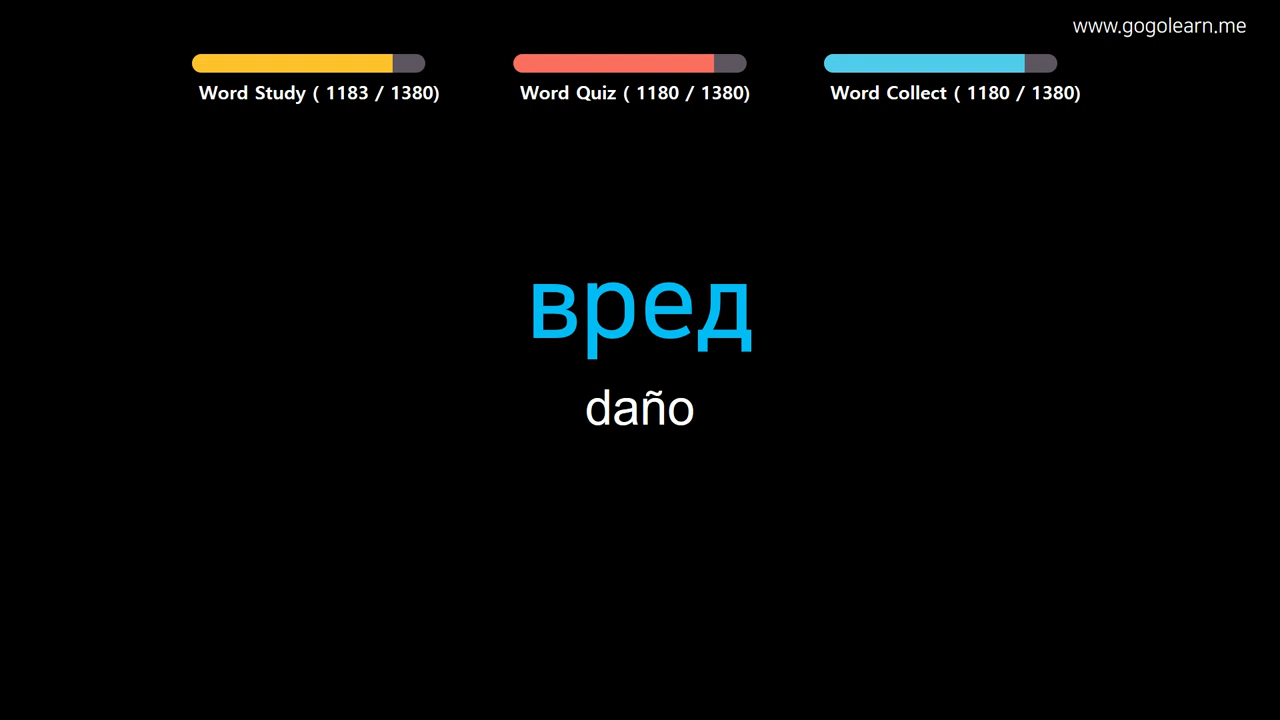 www.gogolearn.me
Word Study ( 1183 / 1380)
Word Quiz ( 1180 / 1380)
Word Collect ( 1180 / 1380)
вред
daño